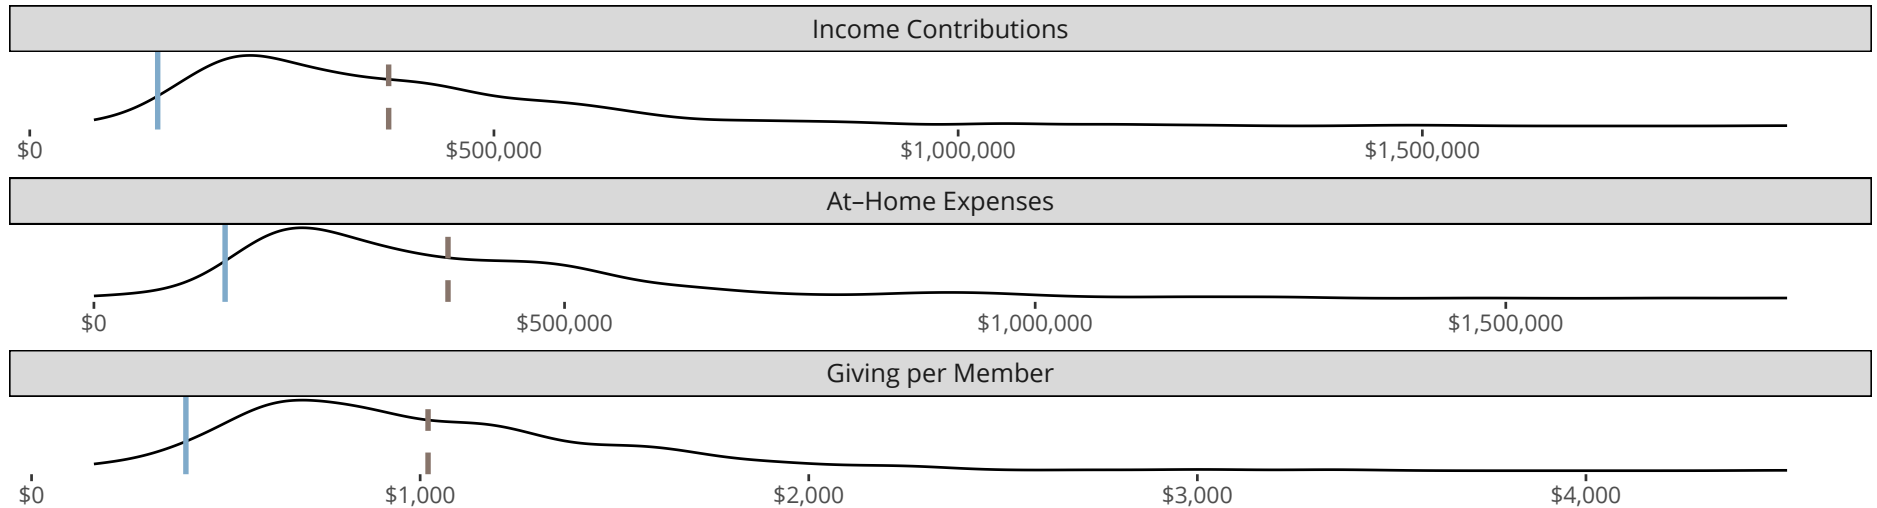 Income Contributions
$0 $500,000 $1,000,000 $1,500,000
At–Home Expenses
$0 $500,000 $1,000,000 $1,500,000
Giving per Member
$0 $1,000 $2,000 $3,000 $4,000